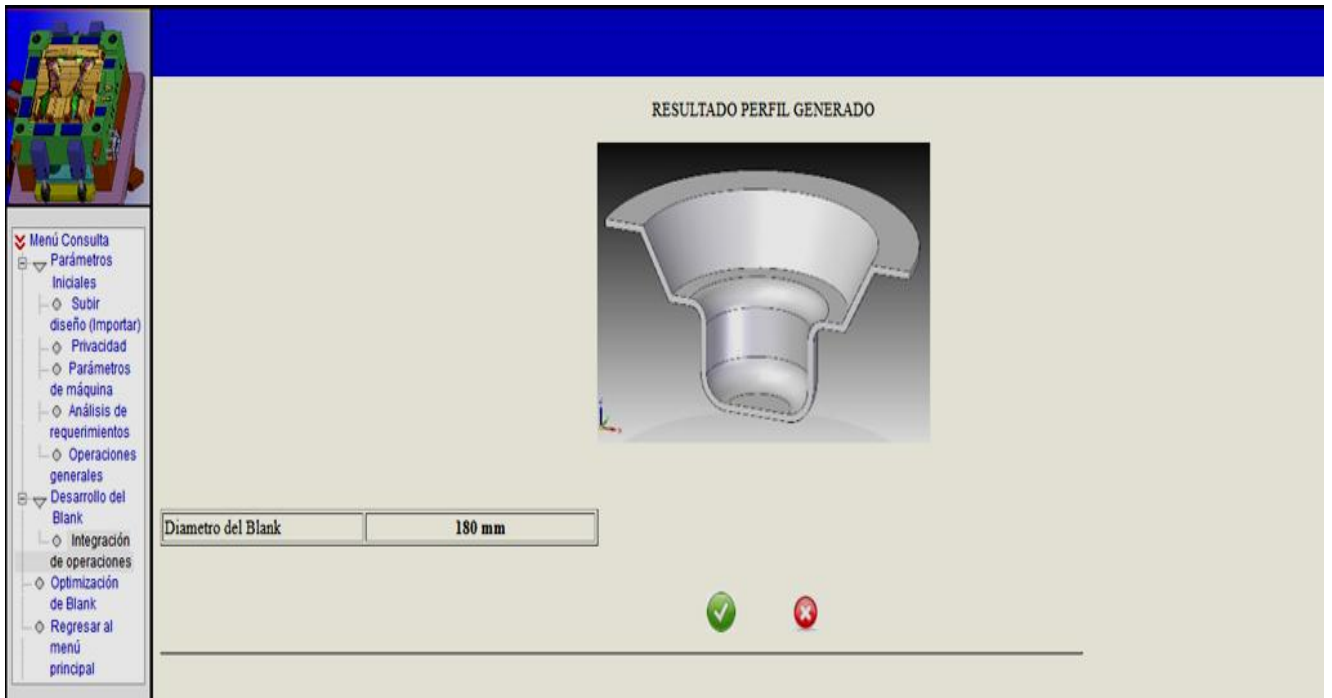 RESULTADO PERFIL GENERADO
Menú Consulta
Parámetros
Iniciales
Subir
diseño (Importar)
Privacidad
Parámetros
de máquina
Análisis de
requerimientos
Operaciones
generales
Desarrollo del
Blank
Integración
de operaciones
Optimización
de Blank
Regresar al
menú
principal
Diametro del Blank 180 mm